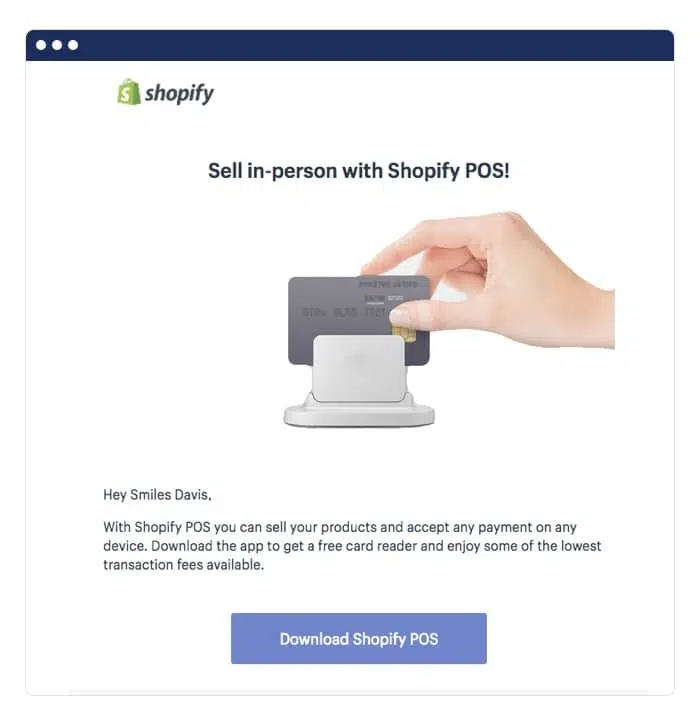 shopify
Sell in-person with Shopify POS!
Hey Smiles Davis,
With Shopify POS you can sell your products and accept any payment on any
device. Download the app to get a free card reader and enjoy some of the lowest
transaction fees available.
Download Shopify POS